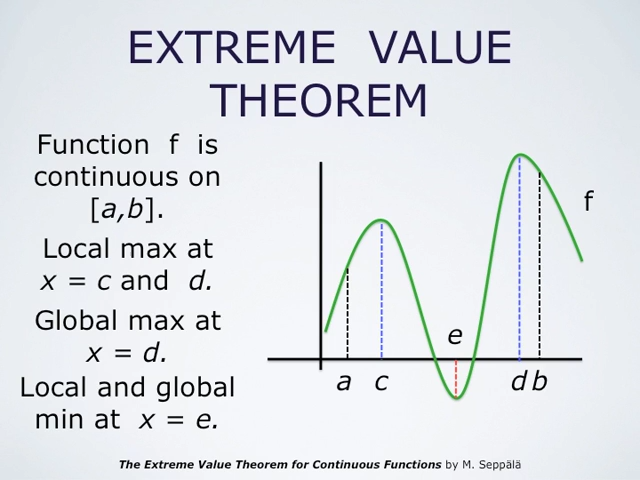 EXTREME VALUE
THEOREM
Function f is
continuous on
[a,b].
Local max at
x = c and d.
Global max at
x = d.
Local and global
min at x = e.
f
e
a c d b
The Extreme Value Theorem for Continuous Functions by M. Seppälä